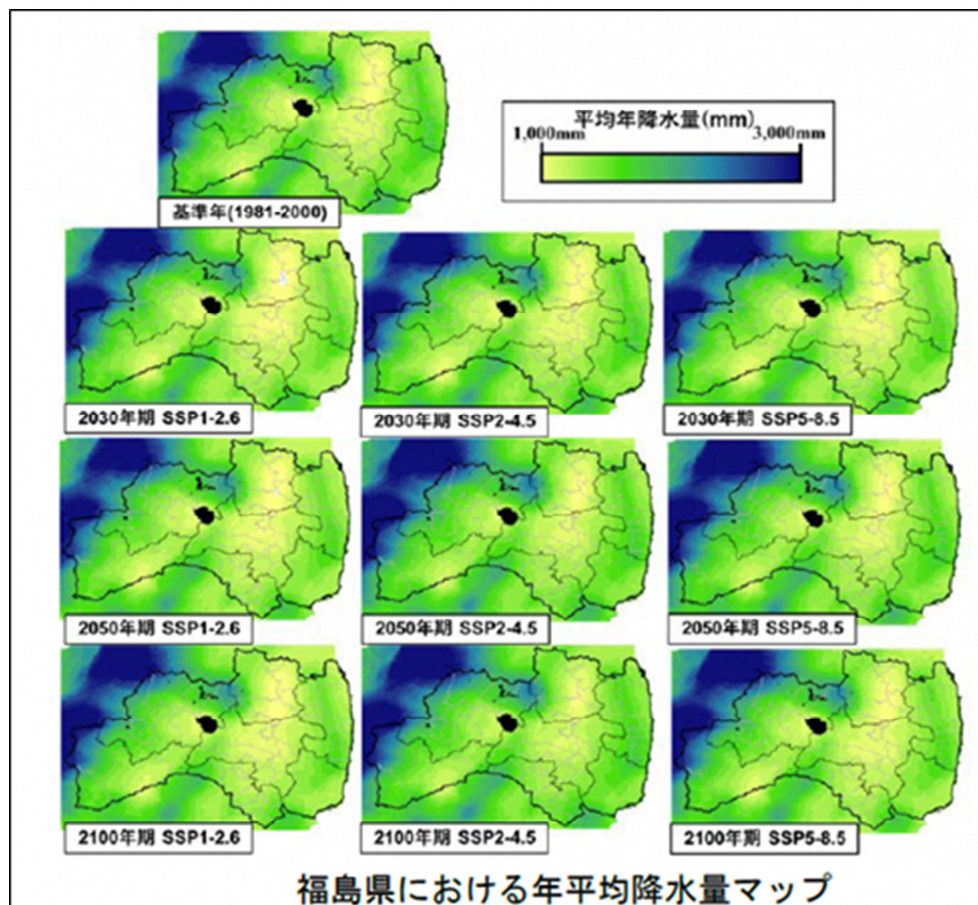 平均年降水量(mm)
1,000mm 3,000mm
基準年(1981-2000)
2030年期 SSP1-2.6
2030年期 SSP2-4.5
2030年期 SSP5-8.5
2050年期 SSP1-2.6
2050年期 SSP2-4.5
2050年期 SSP5-8.5
2100年期 SSP1-2.6
2100年期 SSP2-4.5
2100年期 SSP5-8.5
福島県における年平均降水量マップ